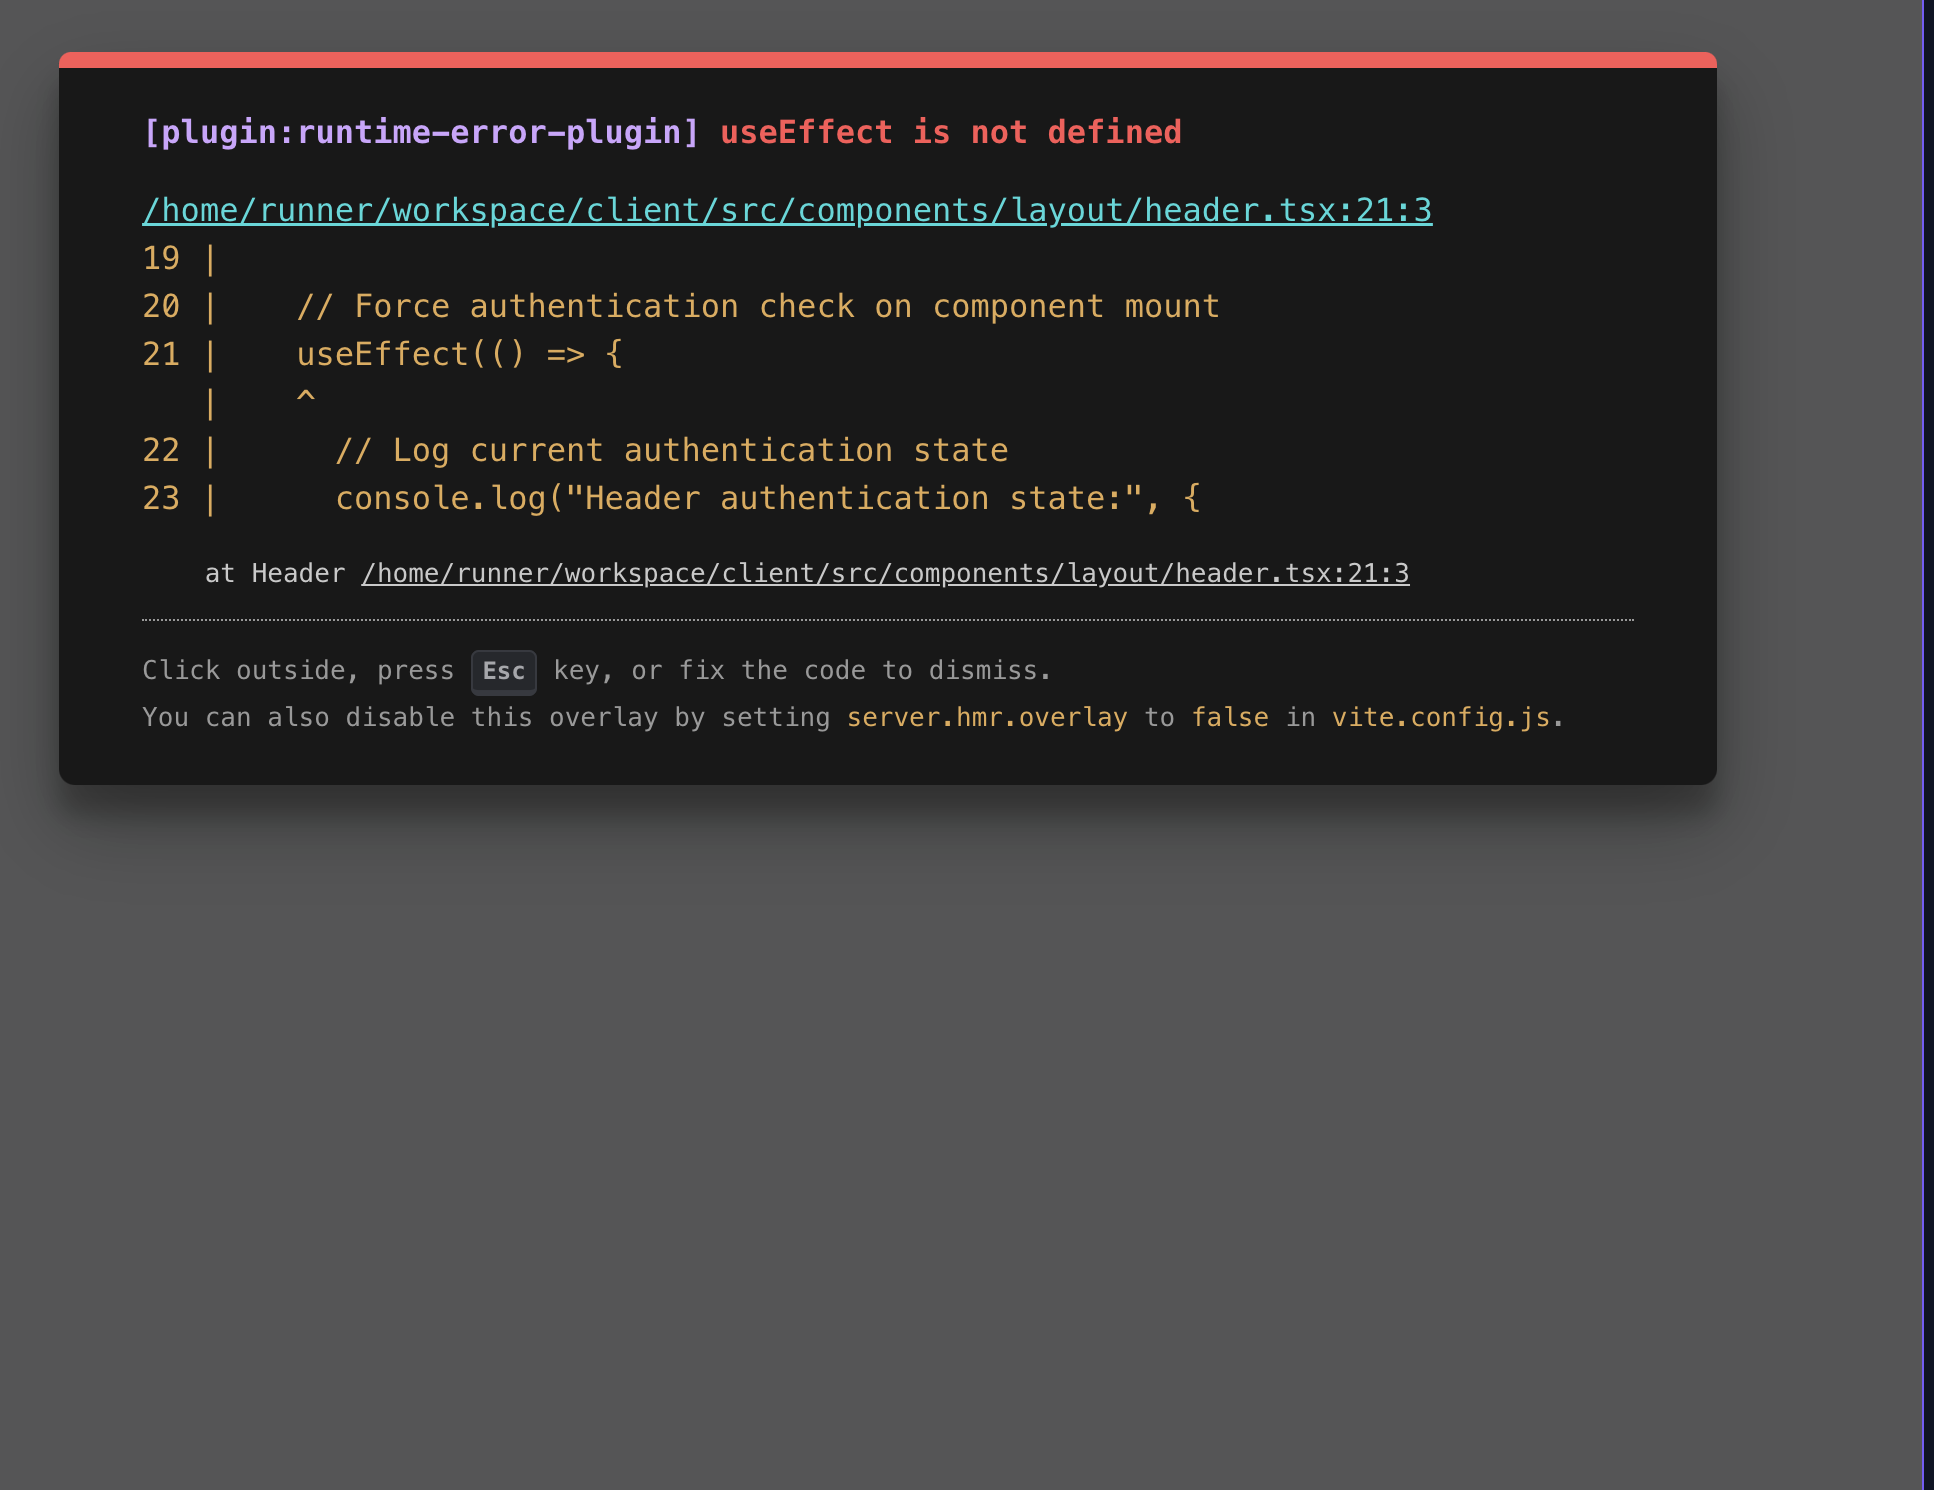 [plugin:runtime-error-plugin] useEffect is not defined
/home/runner/workspace/client/src/components/layout/header.tsx:21:3
19 |
20 |    // Force authentication check on component mount
21 |    useEffect(() => {
   |    ^
22 |      // Log current authentication state
23 |      console.log("Header authentication state:", {
at Header /home/runner/workspace/client/src/components/layout/header.tsx:21:3
Click outside, press Esc key, or fix the code to dismiss.
You can also disable this overlay by setting server.hmr.overlay to false in vite.config.js.